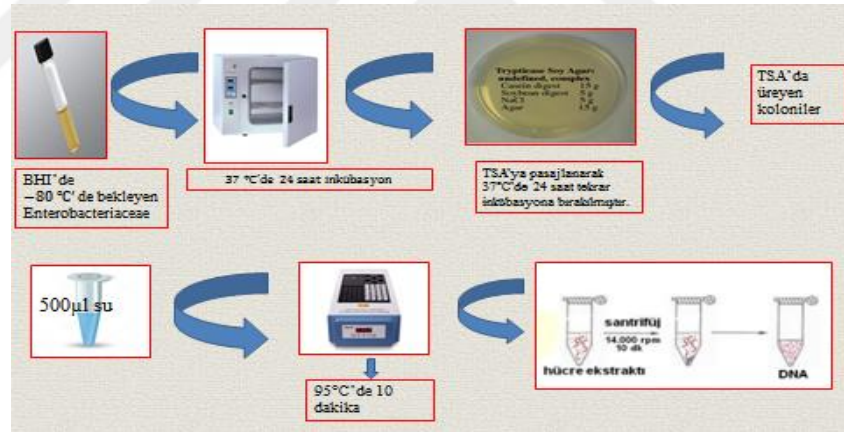 Trypticase Soy Agar:
undefined, complex
Casein digest 15 g
Soybean digest 5 g
NaCl 5 g
Agar 15 g
TSA'da
üreyen
koloniler
BHI'de
−80 °C' de bekleyen
Enterobacteriaceae
37 °C'de 24 saat inkübasyon
TSA'ya pasajlanarak
37°C'de 24 saat tekrar
inkübasyona bırakılmıştır.
500µl su
95°C'de 10
dakika
santrifüj
14.000 rpm
10 dk
hücre ekstraktı
DNA